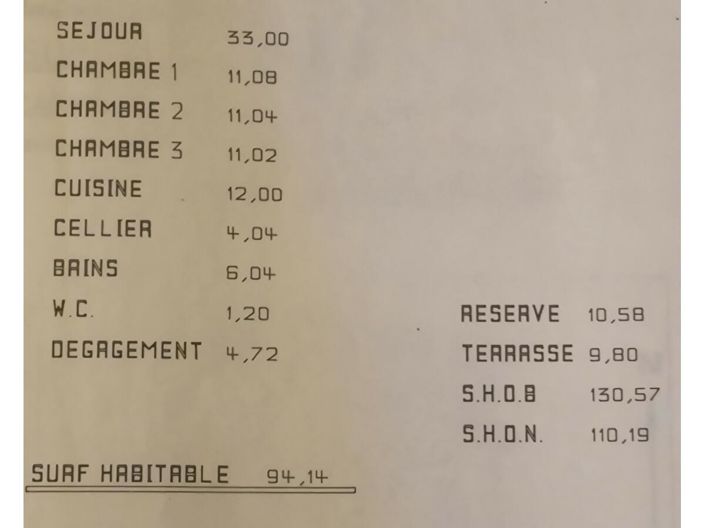 SEJOUR 33,00
CHAMBRE 1 11,08
CHAMBRE 2 11,04
CHAMBRE 3 11,02
CUISINE 12,00
CELLIER 4,04
BAINS 6,04
W.C. 1,20
DEGAGEMENT 4,72
SURF HABITABLE 94,14
RESERVE 10,58
TERRASSE 9,80
S.H.O.B 130,57
S.H.O.N. 110,19